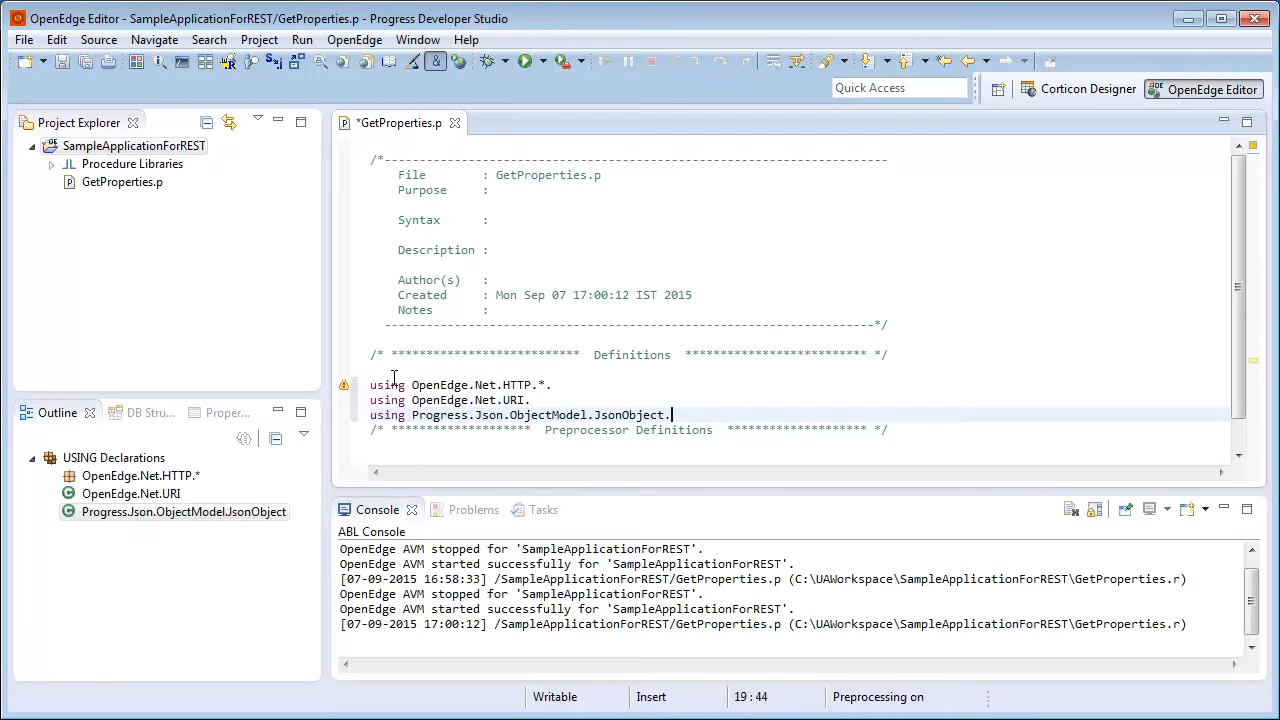 OpenEdge Editor - SampleApplicationForREST/GetProperties.p - Progress Developer Studio
File Edit Source Navigate Search Project Run OpenEdge Window Help
Quick Access
Corticon Designer
OpenEdge Editor
Project Explorer
SampleApplicationForREST
Procedure Libraries
GetProperties.p
*GetProperties.p
/*----------------------------------------------------------------------
File : GetProperties.p
Purpose :
Syntax :
Description :
Author(s) :
Created : Mon Sep 07 17:00:12 IST 2015
Notes :
----------------------------------------------------------------------*/
/* *************************** Definitions ************************** */
using OpenEdge.Net.HTTP.*.
using OpenEdge.Net.URI.
using Progress.Json.ObjectModel.JsonObject.
/* ******************** Preprocessor Definitions ******************** */
Outline
DB Stru...
Proper...
USING Declarations
OpenEdge.Net.HTTP.*
OpenEdge.Net.URI
Progress.Json.ObjectModel.JsonObject
Console
Problems
Tasks
ABL Console
OpenEdge AVM stopped for 'SampleApplicationForREST'.
OpenEdge AVM started successfully for 'SampleApplicationForREST'.
[07-09-2015 16:58:33] /SampleApplicationForREST/GetProperties.p (C:\UAWorkspace\SampleApplicationForREST\GetProperties.r)
OpenEdge AVM stopped for 'SampleApplicationForREST'.
OpenEdge AVM started successfully for 'SampleApplicationForREST'.
[07-09-2015 17:00:12] /SampleApplicationForREST/GetProperties.p (C:\UAWorkspace\SampleApplicationForREST\GetProperties.r)
Writable
Insert
19 : 44
Preprocessing on